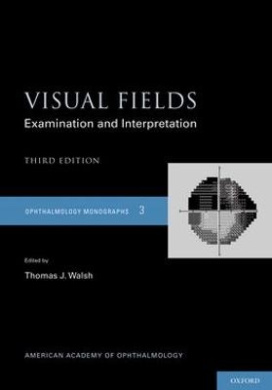 VISUAL FIELDS
Examination and Interpretation
THIRD EDITION
OPHTHALMOLOGY MONOGRAPHS 3
Edited by
Thomas J. Walsh
AMERICAN ACADEMY OF OPHTHALMOLOGY
OXFORD